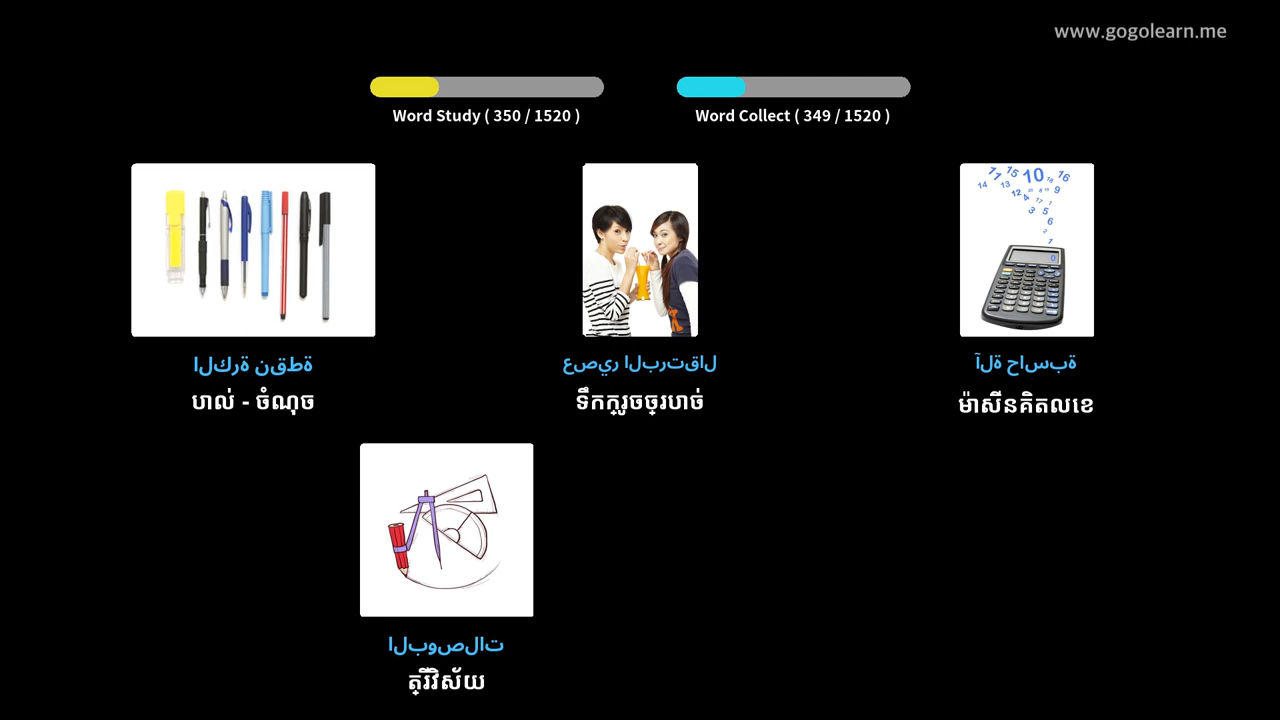 www.gogolearn.me
Word Study ( 350 / 1520 )
Word Collect ( 349 / 1520 )
الكرة نقطة
បាល់ - ចំណុច
عصير البرتقال
ទឹកក្រូចច្របាច់
آلة حاسبة
ម៉ាស៊ីនគិតលេខ
البوصلات
ត្រីវិស័យ